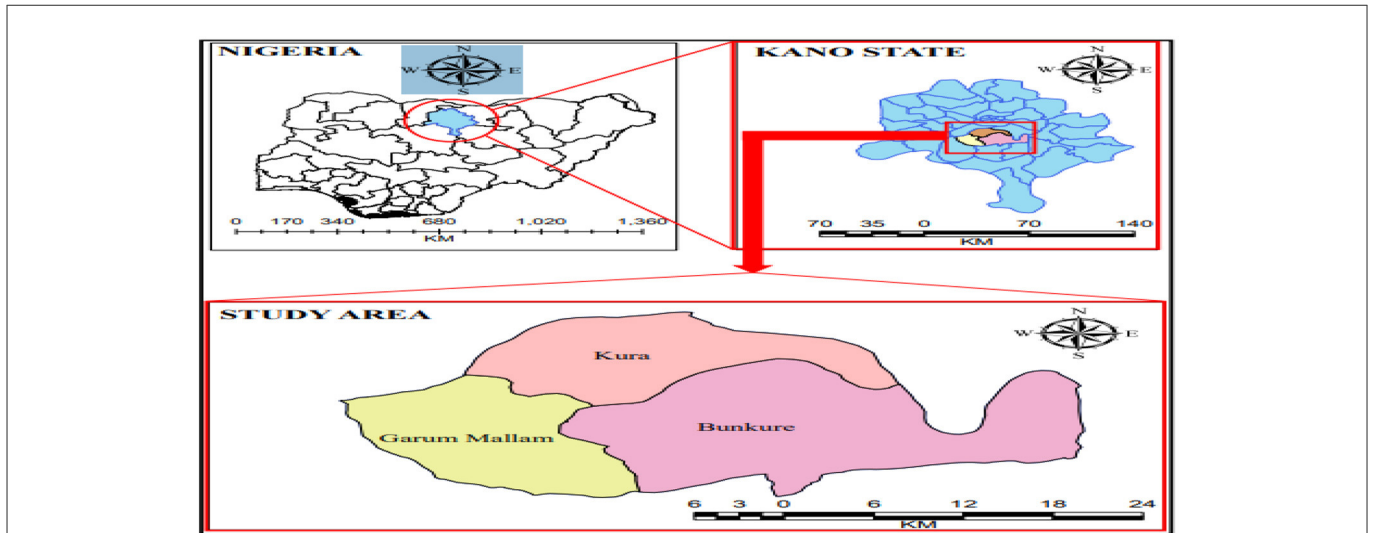 NIGERIA
N
W E
S
0 170 340 680 1,020 1,360
KM
KANO STATE
N
W E
S
70 35 0 70 140
KM
STUDY AREA
N
W E
S
Kura
Garum Mallam
Bunkure
6 3 0 6 12 18 24
KM